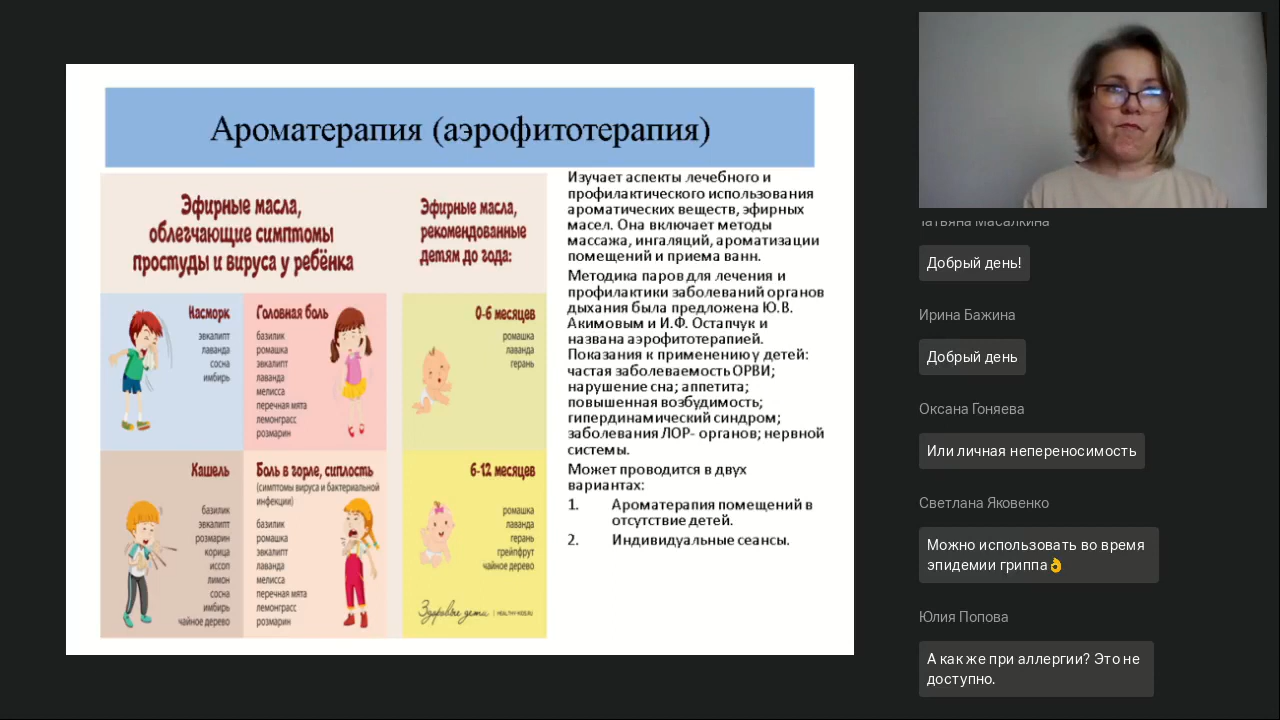 Ароматерапия (аэрофитотерапия)
Эфирные масла,
облегчающие симптомы
простуды и вируса у ребёнка
Эфирные масла,
рекомендованные
детям до года:
Насморк
эвкалипт
лаванда
сосна
имбирь
Головная боль
базилик
ромашка
эвкалипт
лаванда
мелисса
перечная мята
лемонграсс
розмарин
0-6 месяцев
ромашка
лаванда
герань
Кашель
базилик
эвкалипт
розмарин
корица
иссоп
лимон
сосна
имбирь
чайное дерево
Боль в горле, сиплость
(симптомы вируса и бактериальной
инфекции)
базилик
ромашка
эвкалипт
лаванда
мелисса
перечная мята
лемонграсс
розмарин
6-12 месяцев
ромашка
лаванда
герань
грейпфрут
чайное дерево
Здоровые дети | HEALTHY-KIDS.RU
Изучает аспекты лечебного и
профилактического использования
ароматических веществ, эфирных
масел. Она включает методы
массажа, ингаляций, ароматизации
помещений и приема ванн.
Методика паров для лечения и
профилактики заболеваний органов
дыхания была предложена Ю.В.
Акимовым и И.Ф. Остапчук и
названа аэрофитотерапией.
Показания к применению у детей:
частая заболеваемость ОРВИ;
нарушение сна; аппетита;
повышенная возбудимость;
гипердинамический синдром;
заболевания ЛОР- органов; нервной
системы.
Может проводится в двух
вариантах:
1. Ароматерапия помещений в
отсутствие детей.
2. Индивидуальные сеансы.
Татьяна Масалкина
Добрый день!
Ирина Бажина
Добрый день
Оксана Гоняева
Или личная непереносимость
Светлана Яковенко
Можно использовать во время
эпидемии гриппа👌
Юлия Попова
А как же при аллергии? Это не
доступно.